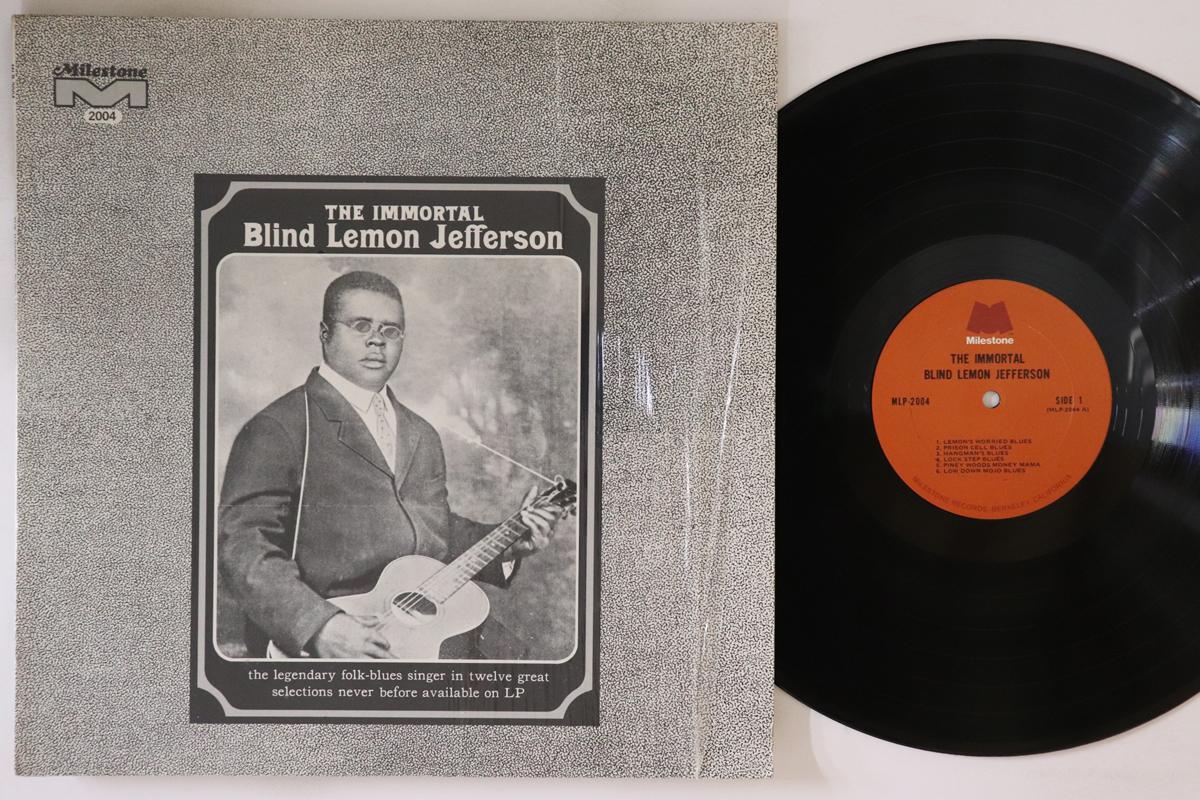 Milestone
2004
THE IMMORTAL
Blind Lemon Jefferson
the legendary folk-blues singer in twelve great
selections never before available on LP
Milestone
THE IMMORTAL
BLIND LEMON JEFFERSON
MLP-2004
SIDE 1
(MLP-2004 A)
1. LEMON'S WORRIED BLUES
2. PRISON CELL BLUES
3. HANGMAN'S BLUES
4. LOCK STEP BLUES
5. PINEY WOODS MONEY MAMA
6. LOW DOWN MOJO BLUES
MILESTONE RECORDS, BERKELEY, CALIFORNIA